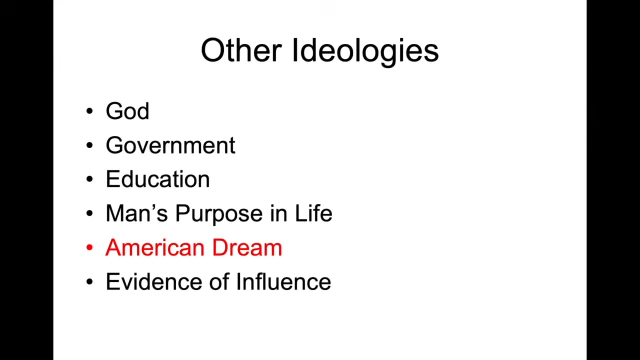 Other Ideologies
• God
• Government
• Education
• Man's Purpose in Life
• American Dream
• Evidence of Influence